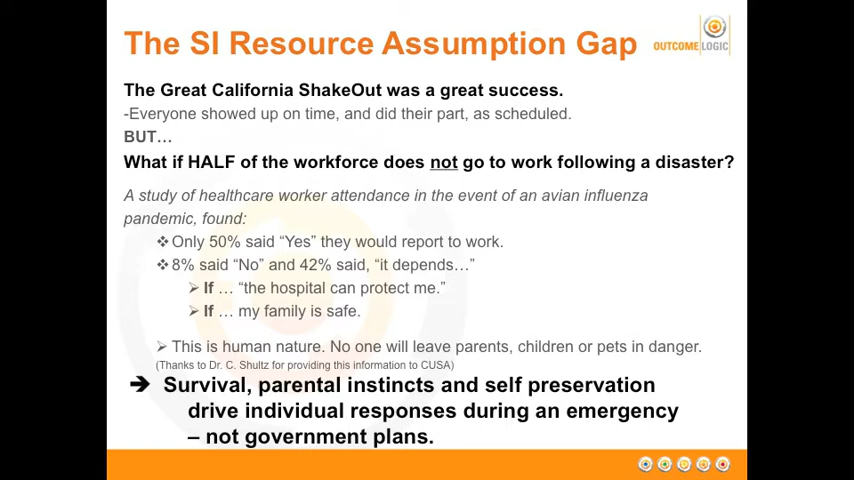 The SI Resource Assumption Gap
OUTCOMELOGIC
The Great California ShakeOut was a great success.
-Everyone showed up on time, and did their part, as scheduled.
BUT…
What if HALF of the workforce does not go to work following a disaster?
A study of healthcare worker attendance in the event of an avian influenza
pandemic, found:
❖Only 50% said “Yes” they would report to work.
❖8% said “No” and 42% said, “it depends…”
➢ If … “the hospital can protect me.”
➢ If … my family is safe.
➢ This is human nature. No one will leave parents, children or pets in danger.
(Thanks to Dr. C. Shultz for providing this information to CUSA)
➔ Survival, parental instincts and self preservation
drive individual responses during an emergency
– not government plans.